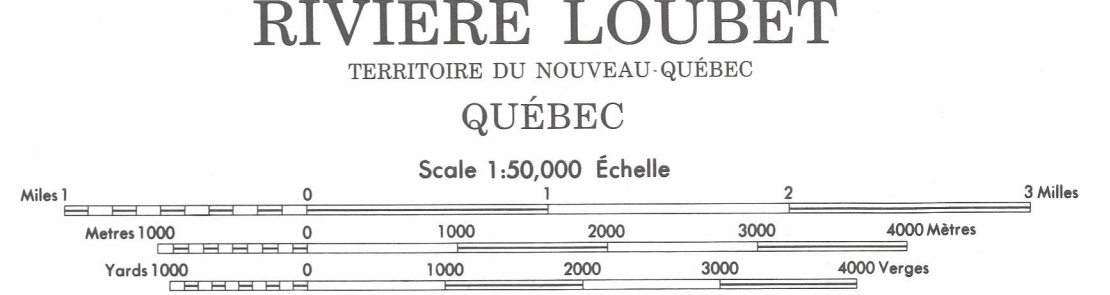 RIVIÈRE LOUBET
TERRITOIRE DU NOUVEAU-QUÉBEC
QUÉBEC
Scale 1:50,000 Échelle
Miles 1 0 1 2 3 Milles
Metres 1000 0 1000 2000 3000 4000 Mètres
Yards 1000 0 1000 2000 3000 4000 Verges